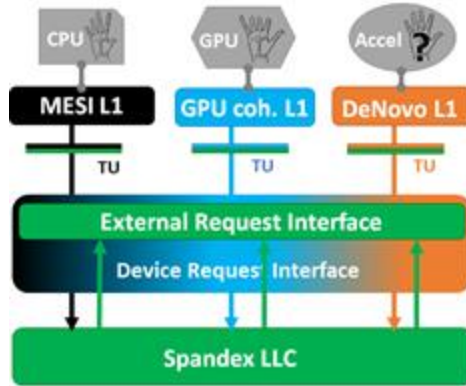 CPU
GPU
Accel
?
MESI L1
GPU coh. L1
DeNovo L1
TU
TU
TU
External Request Interface
Device Request Interface
Spandex LLC